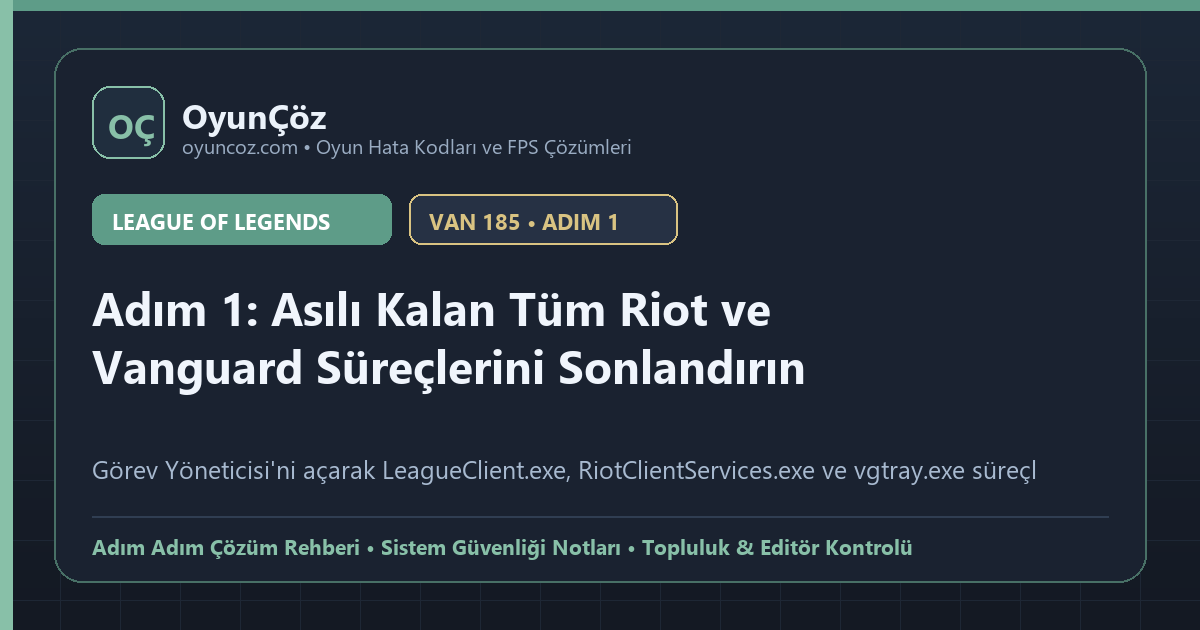 OÇ
OyunÇöz
oyuncoz.com • Oyun Hata Kodları ve FPS Çözümleri
LEAGUE OF LEGENDS
VAN 185 • ADIM 1
Adım 1: Asılı Kalan Tüm Riot ve
Vanguard Süreçlerini Sonlandırın
Görev Yöneticisi'ni açarak LeagueClient.exe, RiotClientServices.exe ve vgtray.exe süreçl
Adım Adım Çözüm Rehberi • Sistem Güvenliği Notları • Topluluk & Editör Kontrolü